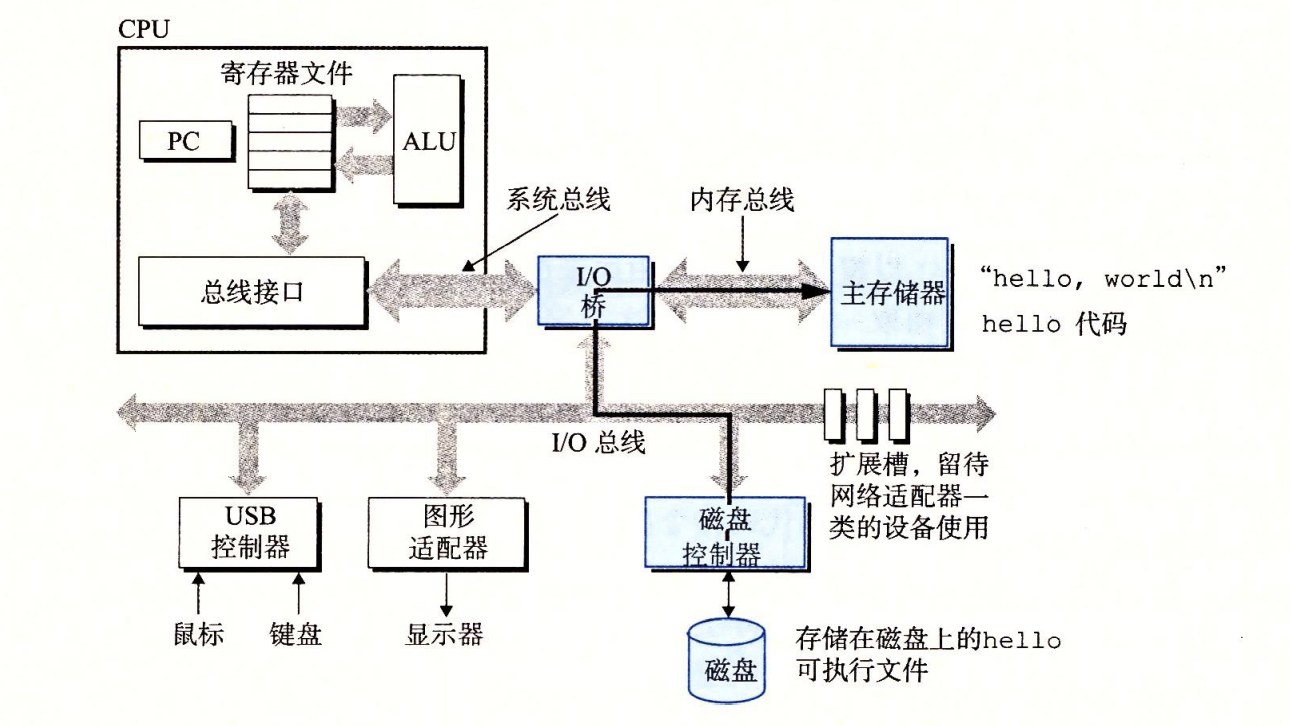 CPU
寄存器文件
PC
ALU
系统总线
内存总线
总线接口
I/O
桥
主存储器
“hello, world\n”
hello 代码
I/O 总线
扩展槽，留待
网络适配器一
类的设备使用
USB
控制器
图形
适配器
磁盘
控制器
鼠标
键盘
显示器
磁盘
存储在磁盘上的hello
可执行文件